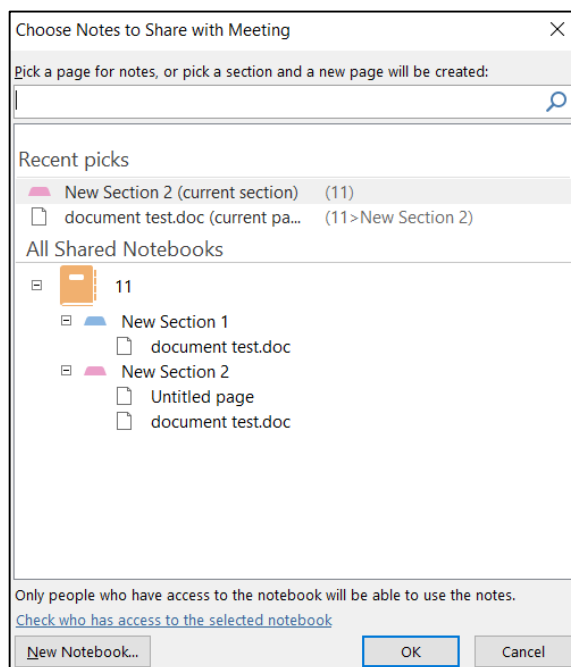 Choose Notes to Share with Meeting
Pick a page for notes, or pick a section and a new page will be created:
Recent picks
New Section 2 (current section) (11)
document test.doc (current pa... (11>New Section 2)
All Shared Notebooks
11
New Section 1
document test.doc
New Section 2
Untitled page
document test.doc
Only people who have access to the notebook will be able to use the notes.
Check who has access to the selected notebook
New Notebook... OK Cancel